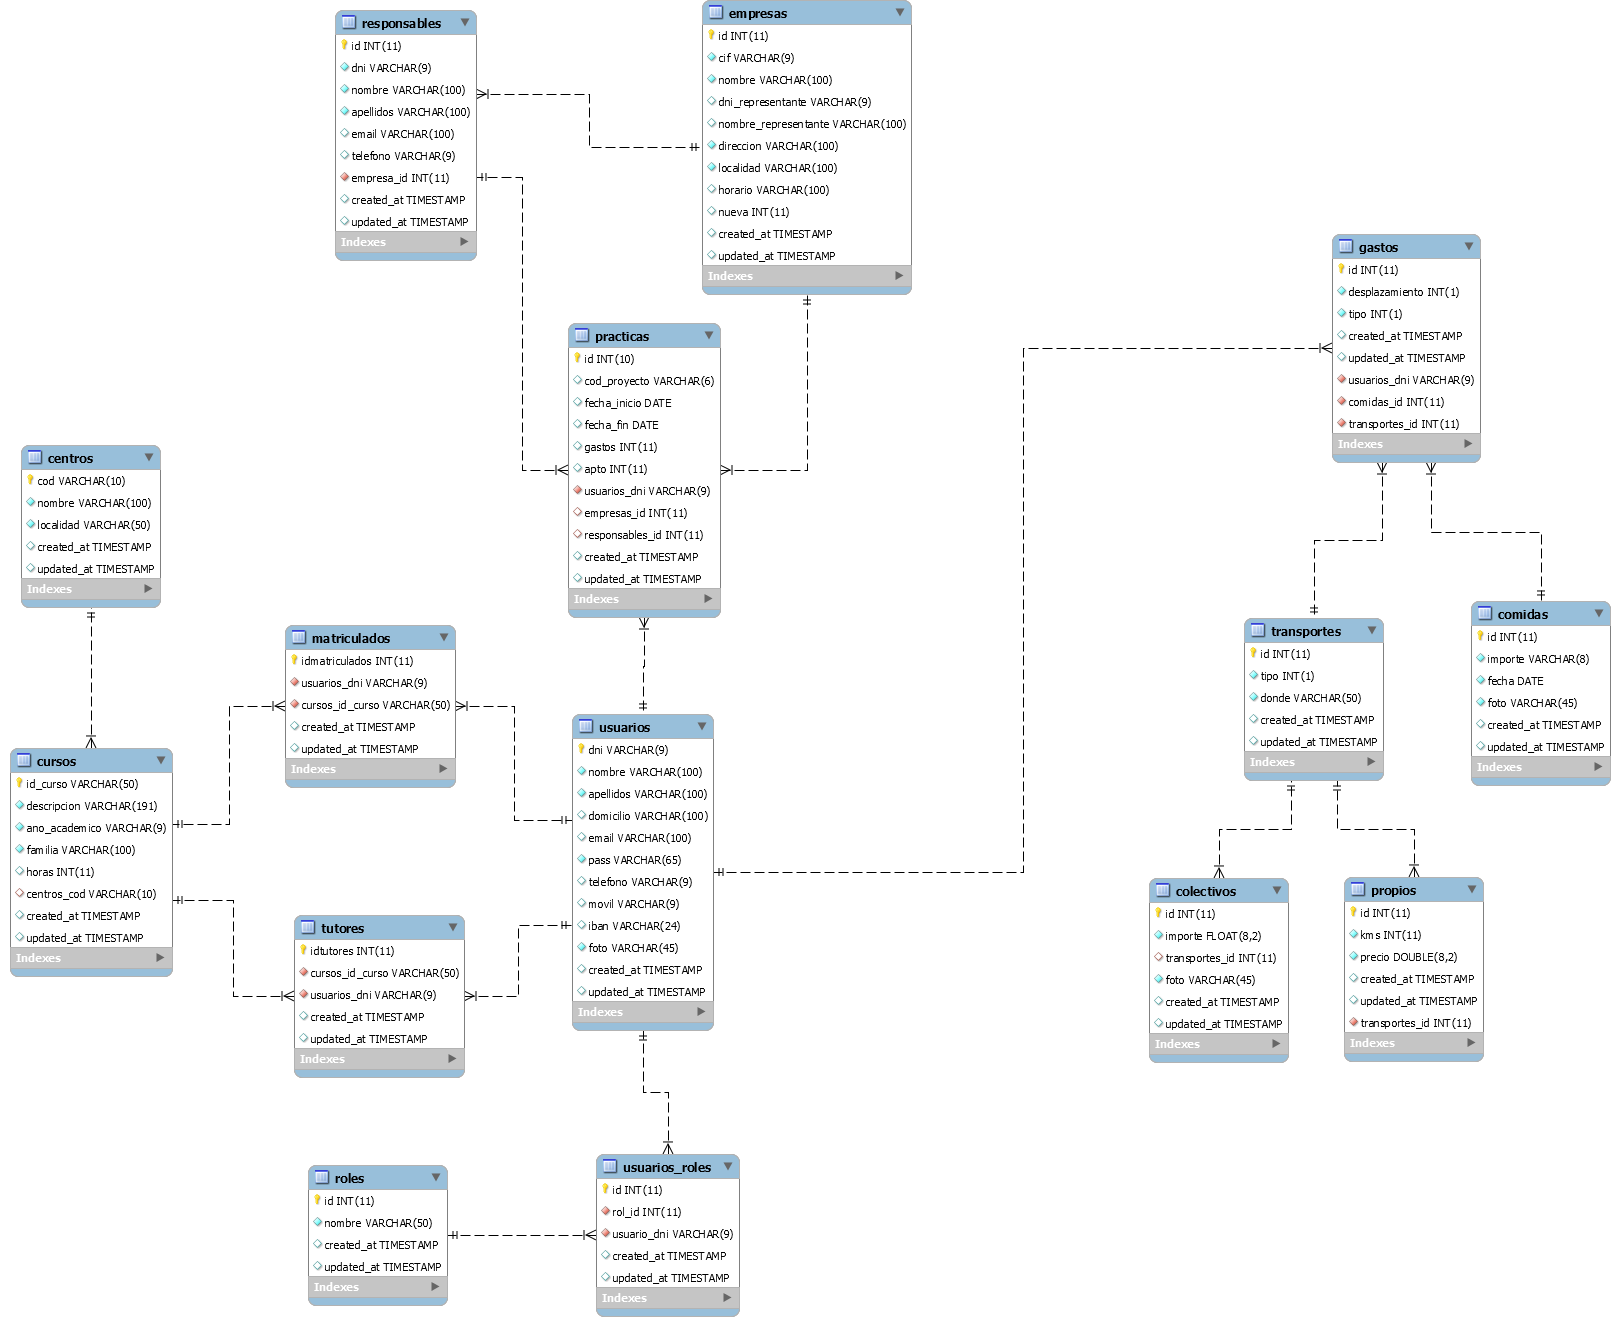 responsables
id INT(11)
dni VARCHAR(9)
nombre VARCHAR(100)
apellidos VARCHAR(100)
email VARCHAR(100)
telefono VARCHAR(9)
empresa_id INT(11)
created_at TIMESTAMP
updated_at TIMESTAMP
Indexes
empresas
id INT(11)
cif VARCHAR(9)
nombre VARCHAR(100)
dni_representante VARCHAR(9)
nombre_representante VARCHAR(100)
direccion VARCHAR(100)
localidad VARCHAR(100)
horario VARCHAR(100)
nueva INT(11)
created_at TIMESTAMP
updated_at TIMESTAMP
Indexes
gastos
id INT(11)
desplazamiento INT(1)
tipo INT(1)
created_at TIMESTAMP
updated_at TIMESTAMP
usuarios_dni VARCHAR(9)
comidas_id INT(11)
transportes_id INT(11)
Indexes
practicas
id INT(10)
cod_proyecto VARCHAR(6)
fecha_inicio DATE
fecha_fin DATE
gastos INT(11)
apto INT(11)
usuarios_dni VARCHAR(9)
empresas_id INT(11)
responsables_id INT(11)
created_at TIMESTAMP
updated_at TIMESTAMP
Indexes
centros
cod VARCHAR(10)
nombre VARCHAR(100)
localidad VARCHAR(50)
created_at TIMESTAMP
updated_at TIMESTAMP
Indexes
matriculados
idmatriculados INT(11)
usuarios_dni VARCHAR(9)
cursos_id_curso VARCHAR(50)
created_at TIMESTAMP
updated_at TIMESTAMP
Indexes
transportes
id INT(11)
tipo INT(1)
donde VARCHAR(50)
created_at TIMESTAMP
updated_at TIMESTAMP
Indexes
comidas
id INT(11)
importe VARCHAR(8)
fecha DATE
foto VARCHAR(45)
created_at TIMESTAMP
updated_at TIMESTAMP
Indexes
cursos
id_curso VARCHAR(50)
descripcion VARCHAR(191)
ano_academico VARCHAR(9)
familia VARCHAR(100)
horas INT(11)
centros_cod VARCHAR(10)
created_at TIMESTAMP
updated_at TIMESTAMP
Indexes
usuarios
dni VARCHAR(9)
nombre VARCHAR(100)
apellidos VARCHAR(100)
domicilio VARCHAR(100)
email VARCHAR(100)
pass VARCHAR(65)
telefono VARCHAR(9)
movil VARCHAR(9)
iban VARCHAR(24)
foto VARCHAR(45)
created_at TIMESTAMP
updated_at TIMESTAMP
Indexes
tutores
idtutores INT(11)
cursos_id_curso VARCHAR(50)
usuarios_dni VARCHAR(9)
created_at TIMESTAMP
updated_at TIMESTAMP
Indexes
colectivos
id INT(11)
importe FLOAT(8,2)
transportes_id INT(11)
foto VARCHAR(45)
created_at TIMESTAMP
updated_at TIMESTAMP
Indexes
propios
id INT(11)
kms INT(11)
precio DOUBLE(8,2)
created_at TIMESTAMP
updated_at TIMESTAMP
transportes_id INT(11)
Indexes
roles
id INT(11)
nombre VARCHAR(50)
created_at TIMESTAMP
updated_at TIMESTAMP
Indexes
usuarios_roles
id INT(11)
rol_id INT(11)
usuario_dni VARCHAR(9)
created_at TIMESTAMP
updated_at TIMESTAMP
Indexes